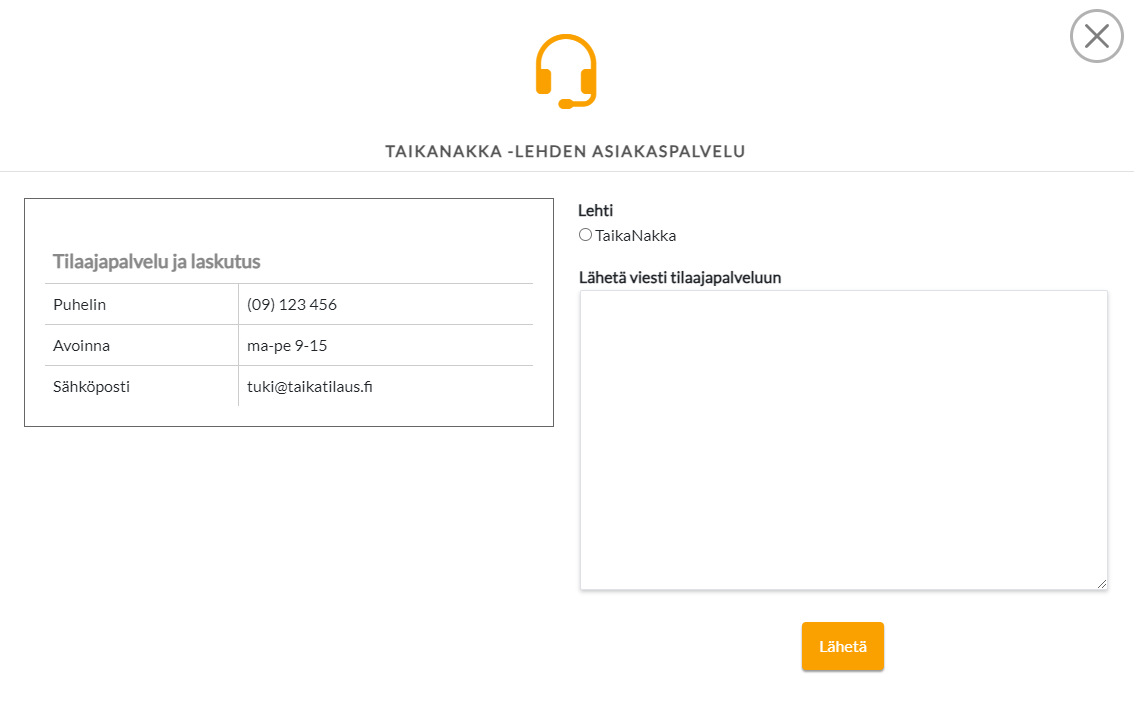 TAIKANAKKA -LEHDEN ASIAKASPALVELU
Tilaajapalvelu ja laskutus
Puhelin (09) 123 456
Avoinna ma-pe 9-15
Sähköposti tuki@taikatilaus.fi
Lehti
TaikaNakka
Lähetä viesti tilaajapalveluun
Lähetä